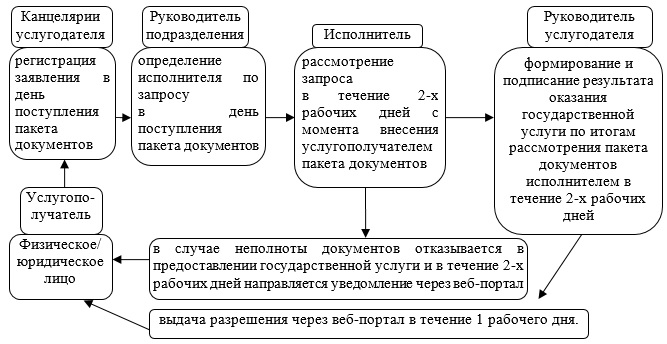 Канцелярии
услугодателя
регистрация
заявления в
день
поступления
пакета
документов
Руководитель
подразделения
определение
исполнителя по
запросу
в день
поступления
пакета документов
Исполнитель
рассмотрение
запроса
в течение 2-х
рабочих дней с
момента внесения
услугополучателем
пакета документов
Руководитель
услугодателя
формирование и
подписание результата
оказания
государственной
услуги по итогам
рассмотрения пакета
документов
исполнителем в
течение 2-х рабочих
дней
Услугопо-
лучатель
Физическое/
юридическое
лицо
в случае неполноты документов отказывается в
предоставлении государственной услуги и в течение 2-х
рабочих дней направляется уведомление через веб-портал
выдача разрешения через веб-портал в течение 1 рабочего дня.